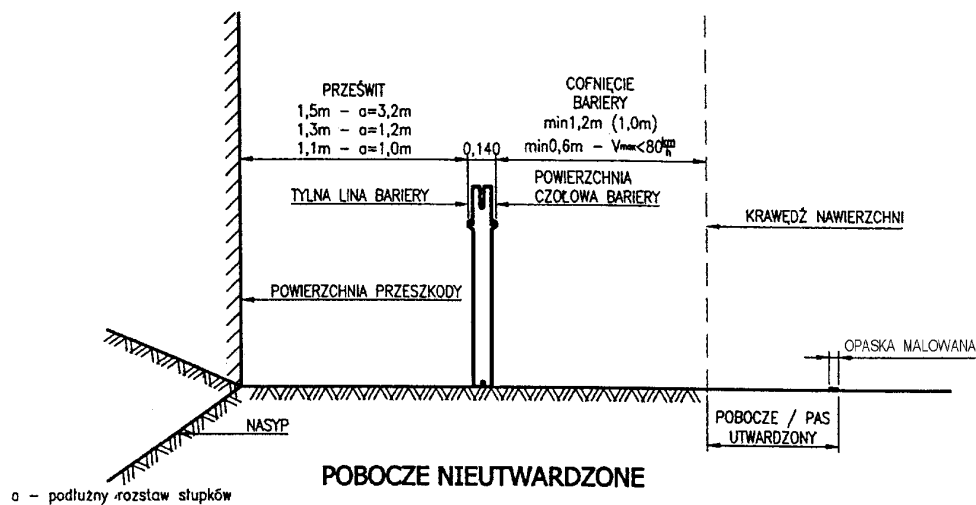 PRZEŚWIT
1,5m – a=3,2m
1,3m – a=1,2m
1,1m – a=1,0m
0,140
COFNIĘCIE
BARIERY
min1,2m (1,0m)
min0,6m – Vmax<80 km/h
TYLNA LINA BARIERY
POWIERZCHNIA
CZOŁOWA BARIERY
KRAWĘDŹ NAWIERZCHNI
POWIERZCHNIA PRZESZKODY
OPASKA MALOWANA
NASYP
POBOCZE / PAS
UTWARDZONY
POBOCZE NIEUTWARDZONE
a – podłużny rozstaw słupków